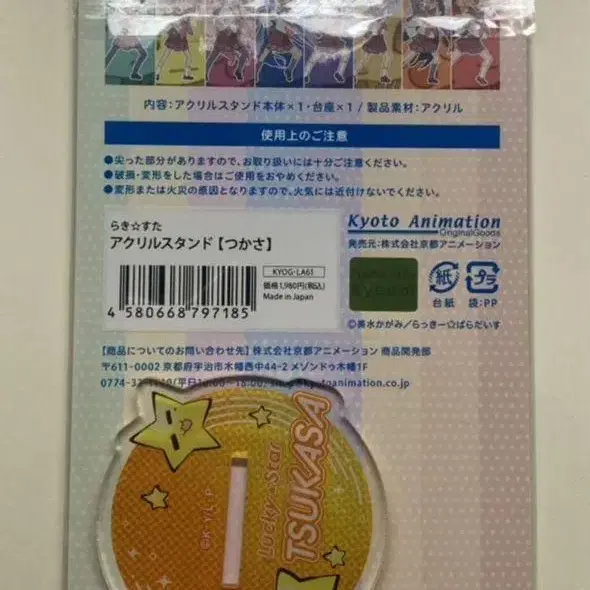 内容:アクリルスタンド本体×1・台座×1 / 製品素材:アクリル
使用上のご注意
●尖った部分がありますので、お取り扱いには十分ご注意ください。
●破損・変形をした場合はご使用をおやめください。
●変形または火災の原因となりますので、火気には近付けないでください。
らき☆すた
アクリルスタンド【つかさ】
KYOG-LA61
価格1,980円(税込)
Made in Japan
4 580668 797185
Kyoto Animation
OriginalGoods
発売元:株式会社京都アニメーション
紙
台紙
プラ
袋:PP
©美水かがみ/らっきー☆ぱらだいす
【商品についてのお問い合わせ先】株式会社京都アニメーション 商品開発部
〒611-0002 京都府宇治市木幡西中44-2 メゾンドゥ木幡1F
Lucky☆Star
TSUKASA
©K.Y/L.P